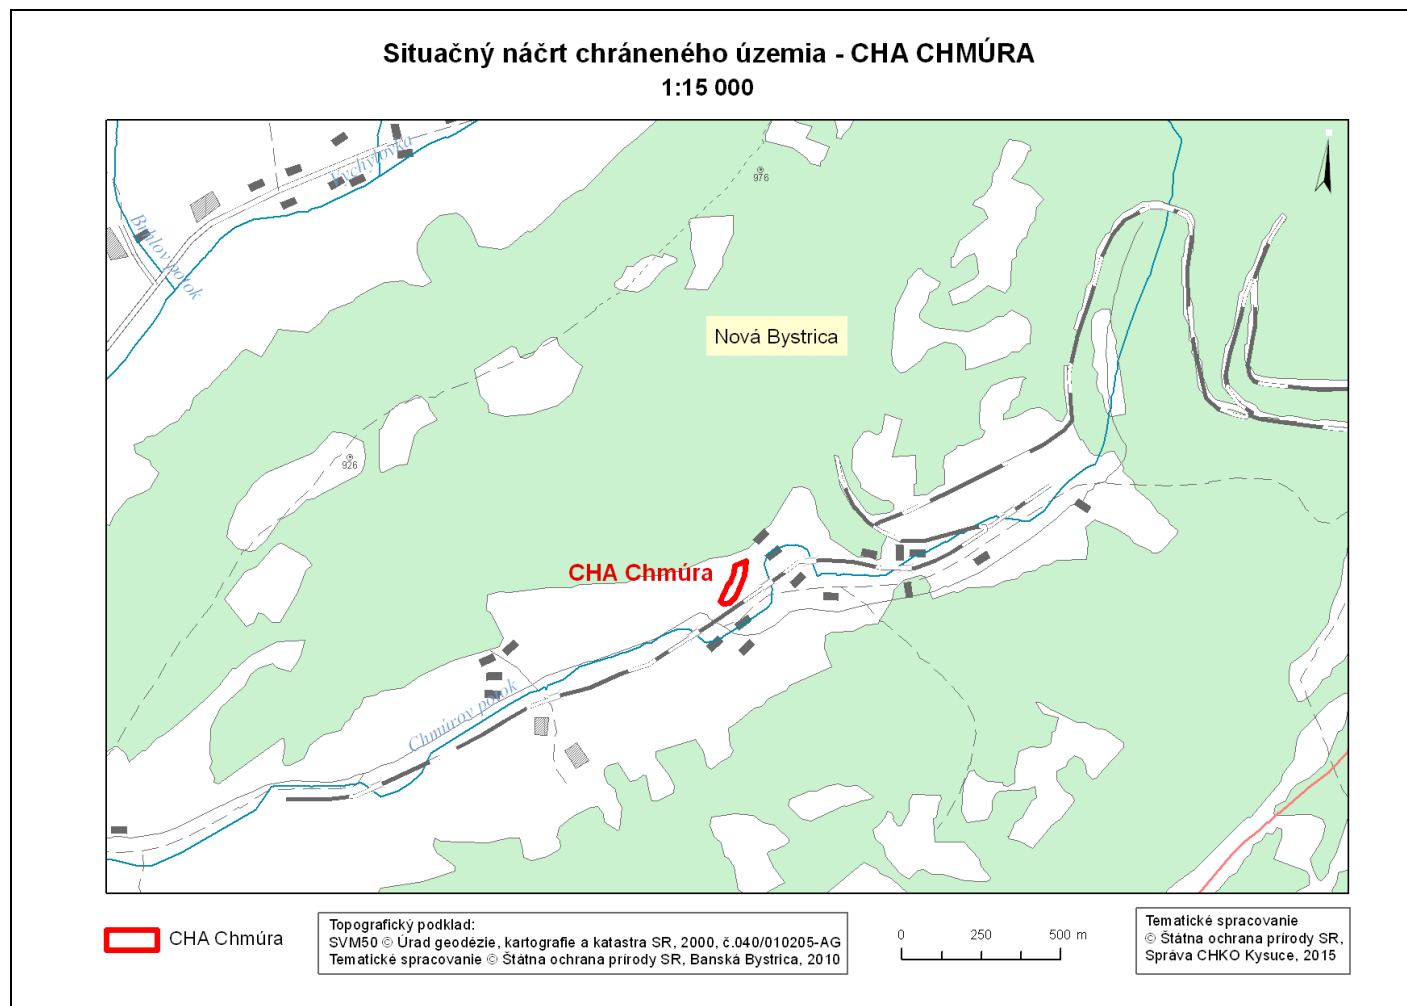 Situačný náčrt chráneného územia - CHA CHMÚRA
1:15 000
Vychylovka
976
Brhlov potok
Nová Bystrica
926
CHA Chmúra
Chmúrov potok
CHA Chmúra
Topografický podklad:
SVM50 © Úrad geodézie, kartografie a katastra SR, 2000, č.040/010205-AG
Tematické spracovanie © Štátna ochrana prírody SR, Banská Bystrica, 2010
0 250 500 m
Tematické spracovanie
© Štátna ochrana prírody SR,
Správa CHKO Kysuce, 2015